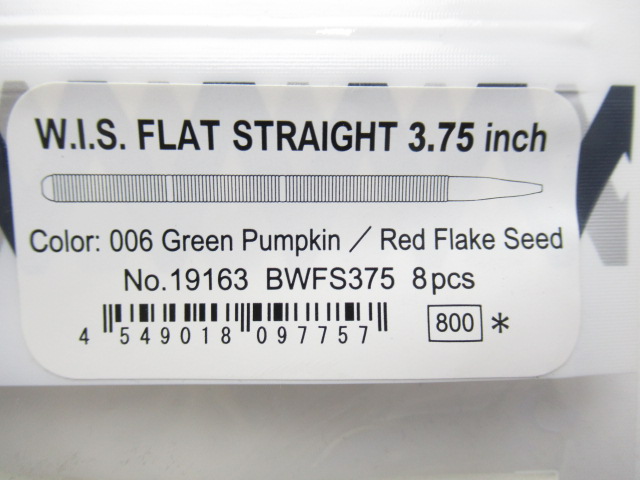 W.I.S. FLAT STRAIGHT 3.75 inch
Color: 006 Green Pumpkin / Red Flake Seed
No.19163 BWFS375 8pcs
4 549018 097757 800 *